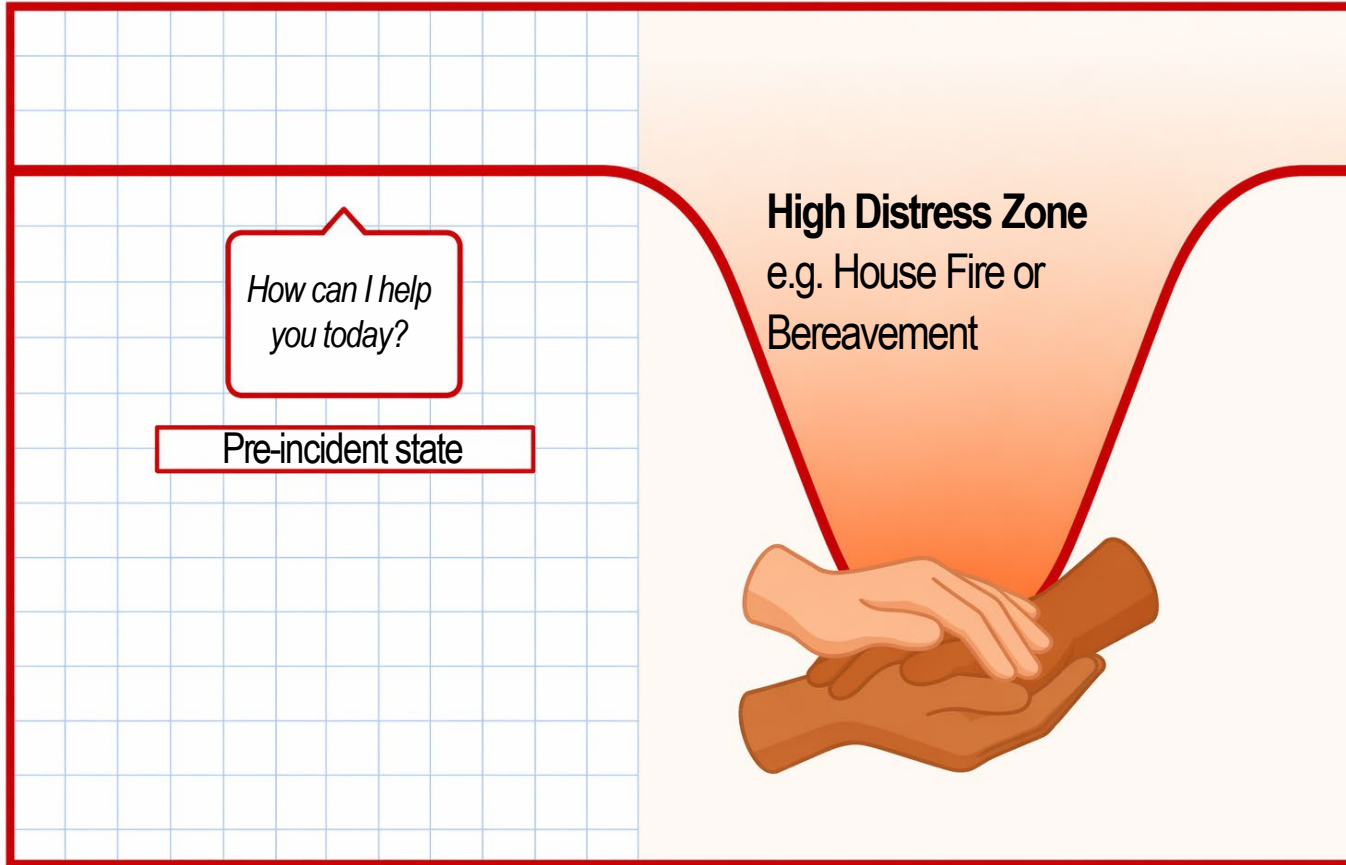 How can I help
you today?
Pre-incident state
High Distress Zone
e.g. House Fire or
Bereavement